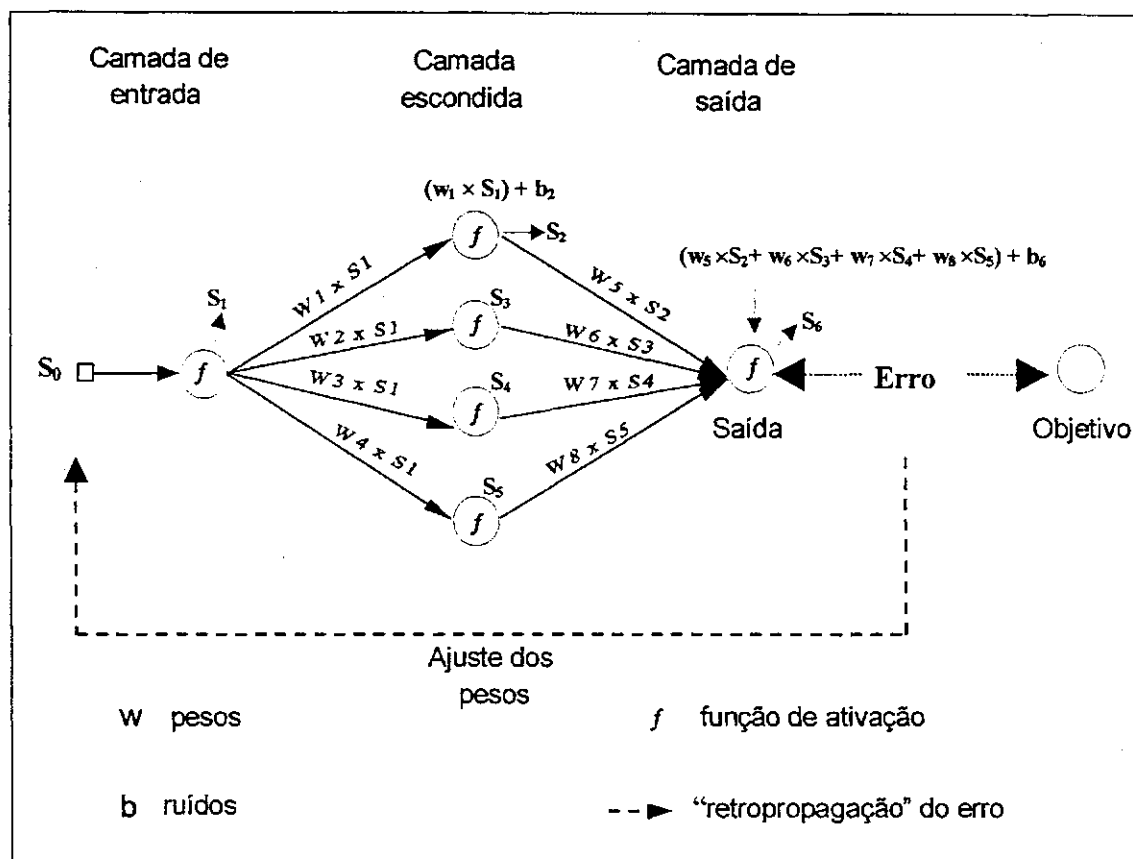 Camada de
entrada
Camada
escondida
Camada de
saída
(w₁ × S₁) + b₂
S₂
(w₅ ×S₂+ w₆ ×S₃+ w₇ ×S₄+ w₈ ×S₅) + b₆
S₁
W1 x S1
f
W5 x S2
S₃
S₆
W2 x S1
f
W6 x S3
S₀
f
S₄
f
Erro
W3 x S1
f
W7 x S4
Saída
Objetivo
W4 x S1
S₅
W8 x S5
f
Ajuste dos
pesos
w pesos
f função de ativação
b ruídos
“retropropagação” do erro